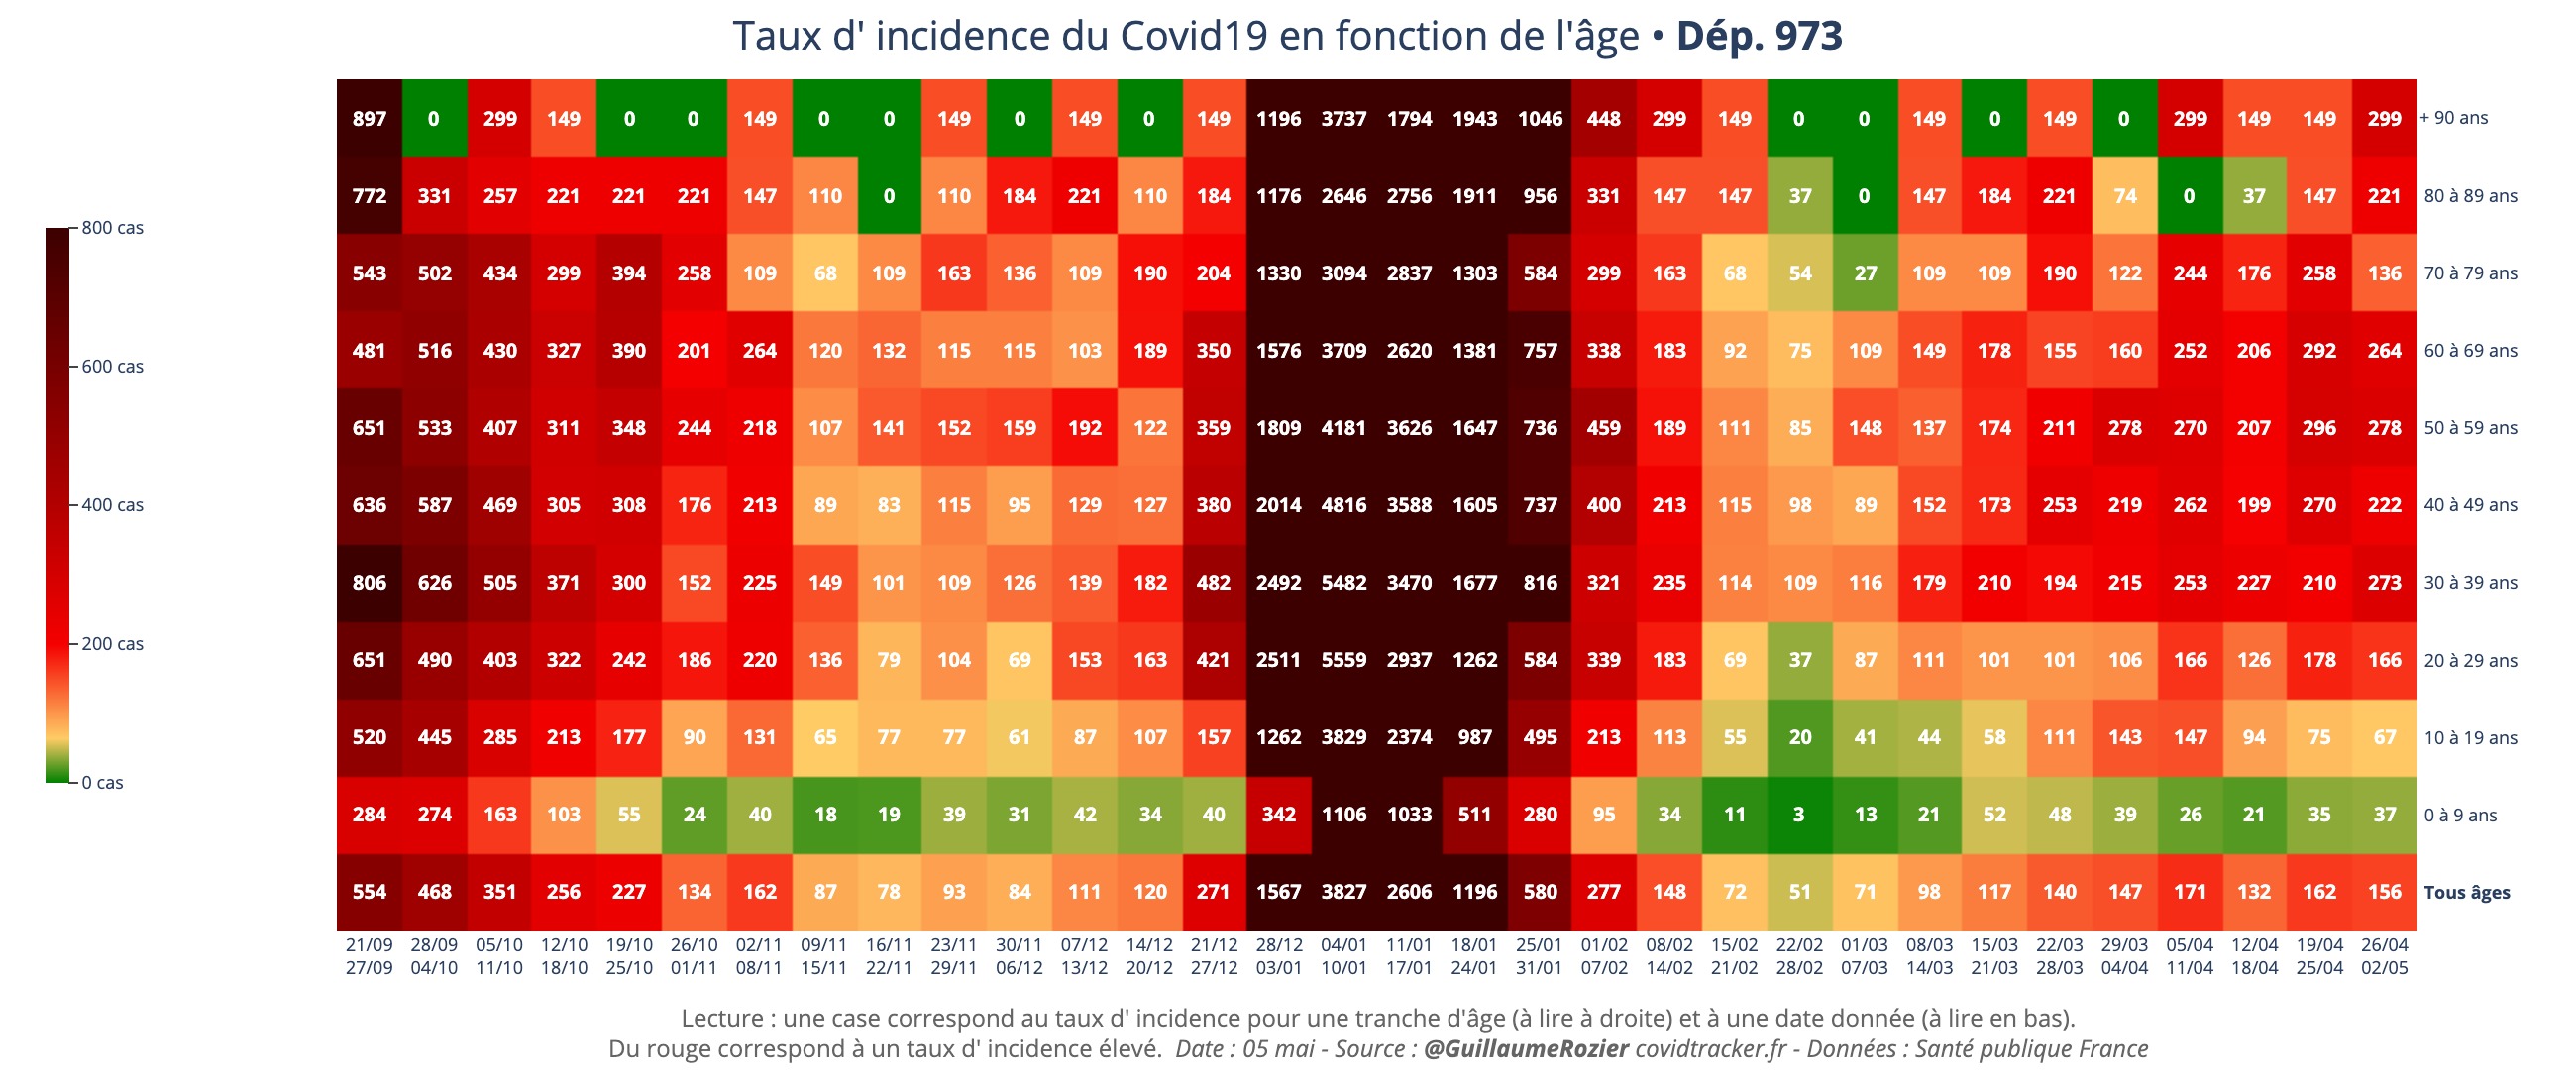 Taux d' incidence du Covid19 en fonction de l'âge • Dép. 973
897 0 299 149 0 0 149 0 0 149 0 149 0 149 1196 3737 1794 1943 1046 448 299 149 0 0 149 0 149 0 299 149 149 299 + 90 ans
772 331 257 221 221 221 147 110 0 110 184 221 110 184 1176 2646 2756 1911 956 331 147 147 37 0 147 184 221 74 0 37 147 221 80 à 89 ans
800 cas
543 502 434 299 394 258 109 68 109 163 136 109 190 204 1330 3094 2837 1303 584 299 163 68 54 27 109 109 190 122 244 176 258 136 70 à 79 ans
481 516 430 327 390 201 264 120 132 115 115 103 189 350 1576 3709 2620 1381 757 338 183 92 75 109 149 178 155 160 252 206 292 264 60 à 69 ans
600 cas
651 533 407 311 348 244 218 107 141 152 159 192 122 359 1809 4181 3626 1647 736 459 189 111 85 148 137 174 211 278 270 207 296 278 50 à 59 ans
400 cas
636 587 469 305 308 176 213 89 83 115 95 129 127 380 2014 4816 3588 1605 737 400 213 115 98 89 152 173 253 219 262 199 270 222 40 à 49 ans
806 626 505 371 300 152 225 149 101 109 126 139 182 482 2492 5482 3470 1677 816 321 235 114 109 116 179 210 194 215 253 227 210 273 30 à 39 ans
200 cas
651 490 403 322 242 186 220 136 79 104 69 153 163 421 2511 5559 2937 1262 584 339 183 69 37 87 111 101 101 106 166 126 178 166 20 à 29 ans
520 445 285 213 177 90 131 65 77 77 61 87 107 157 1262 3829 2374 987 495 213 113 55 20 41 44 58 111 143 147 94 75 67 10 à 19 ans
0 cas
284 274 163 103 55 24 40 18 19 39 31 42 34 40 342 1106 1033 511 280 95 34 11 3 13 21 52 48 39 26 21 35 37 0 à 9 ans
554 468 351 256 227 134 162 87 78 93 84 111 120 271 1567 3827 2606 1196 580 277 148 72 51 71 98 117 140 147 171 132 162 156 Tous âges
21/09 28/09 05/10 12/10 19/10 26/10 02/11 09/11 16/11 23/11 30/11 07/12 14/12 21/12 28/12 04/01 11/01 18/01 25/01 01/02 08/02 15/02 22/02 01/03 08/03 15/03 22/03 29/03 05/04 12/04 19/04 26/04
27/09 04/10 11/10 18/10 25/10 01/11 08/11 15/11 22/11 29/11 06/12 13/12 20/12 27/12 03/01 10/01 17/01 24/01 31/01 07/02 14/02 21/02 28/02 07/03 14/03 21/03 28/03 04/04 11/04 18/04 25/04 02/05
Lecture : une case correspond au taux d' incidence pour une tranche d'âge (à lire à droite) et à une date donnée (à lire en bas).
Du rouge correspond à un taux d' incidence élevé. Date : 05 mai - Source : @GuillaumeRozier covidtracker.fr - Données : Santé publique France